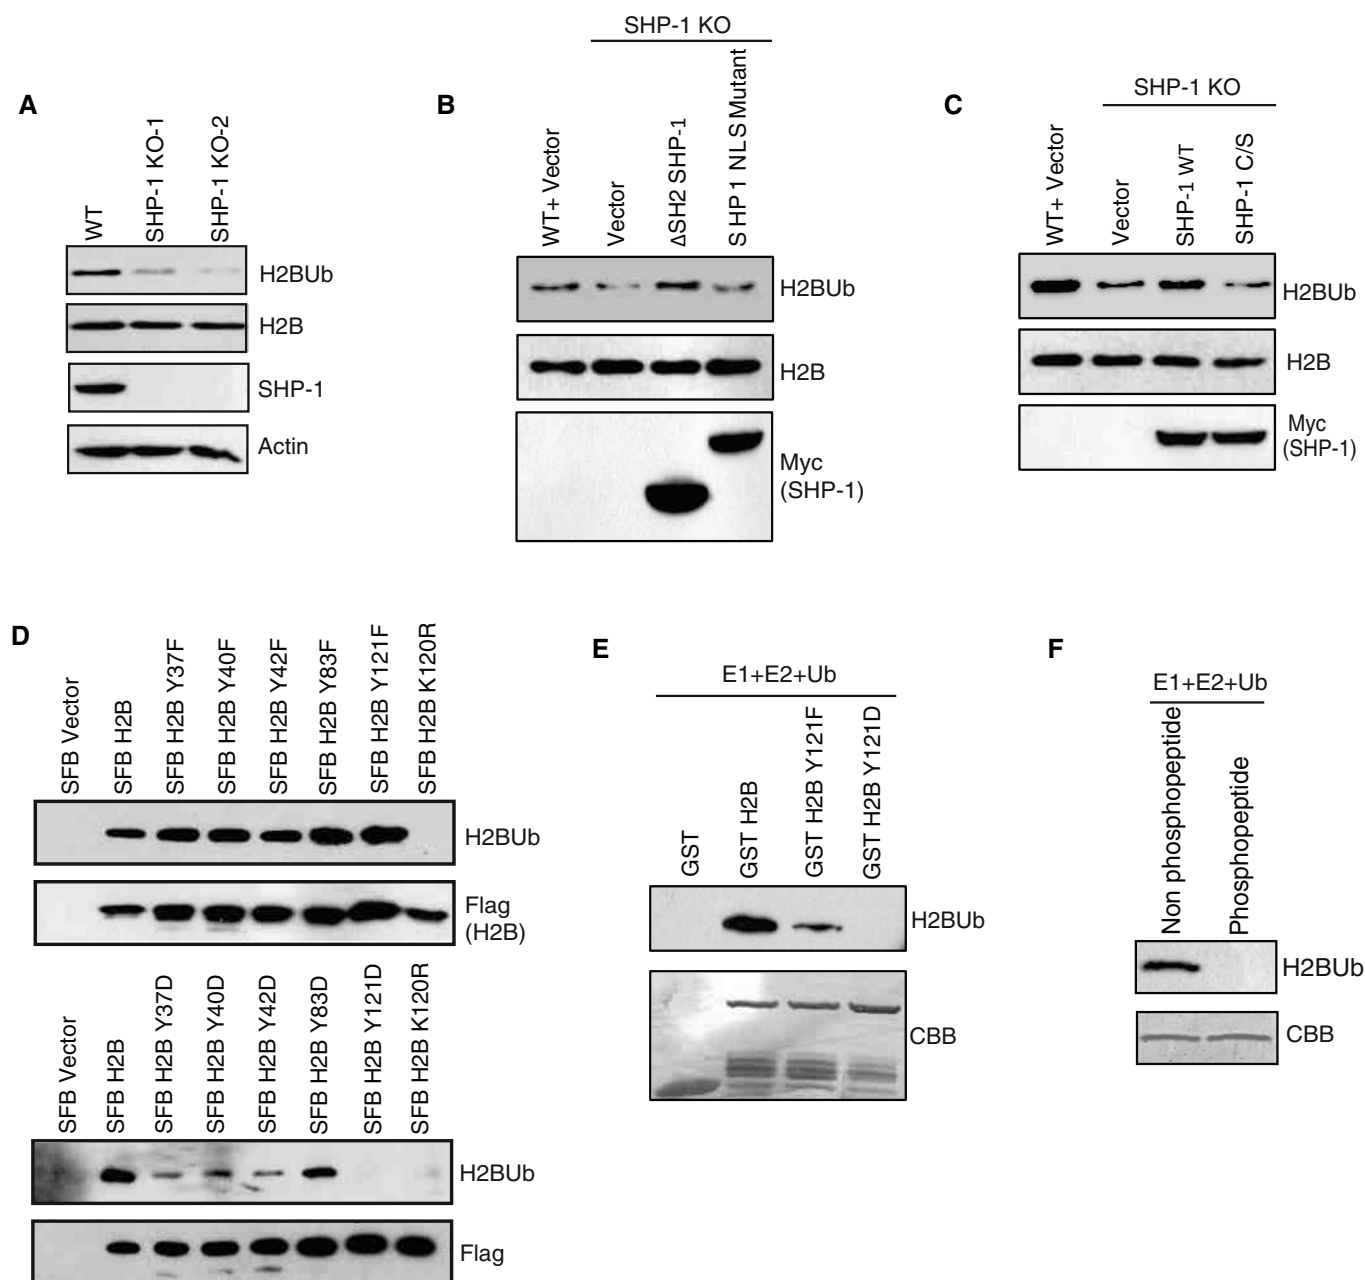 A
WT
SHP-1 KO-1
SHP-1 KO-2
H2BUb
H2B
SHP-1
Actin
B
SHP-1 KO
WT+ Vector
Vector
ΔSH2 SHP-1
SHP1 NLS Mutant
H2BUb
H2B
Myc
(SHP-1)
C
SHP-1 KO
WT+ Vector
Vector
SHP-1 WT
SHP-1 C/S
H2BUb
H2B
Myc
(SHP-1)
D
SFB Vector
SFB H2B
SFB H2B Y37F
SFB H2B Y40F
SFB H2B Y42F
SFB H2B Y83F
SFB H2B Y121F
SFB H2B K120R
H2BUb
Flag
(H2B)
SFB Vector
SFB H2B
SFB H2B Y37D
SFB H2B Y40D
SFB H2B Y42D
SFB H2B Y83D
SFB H2B Y121D
SFB H2B K120R
H2BUb
Flag
E
E1+E2+Ub
GST
GST H2B
GST H2B Y121F
GST H2B Y121D
H2BUb
CBB
F
E1+E2+Ub
Non phosphopeptide
Phosphopeptide
H2BUb
CBB